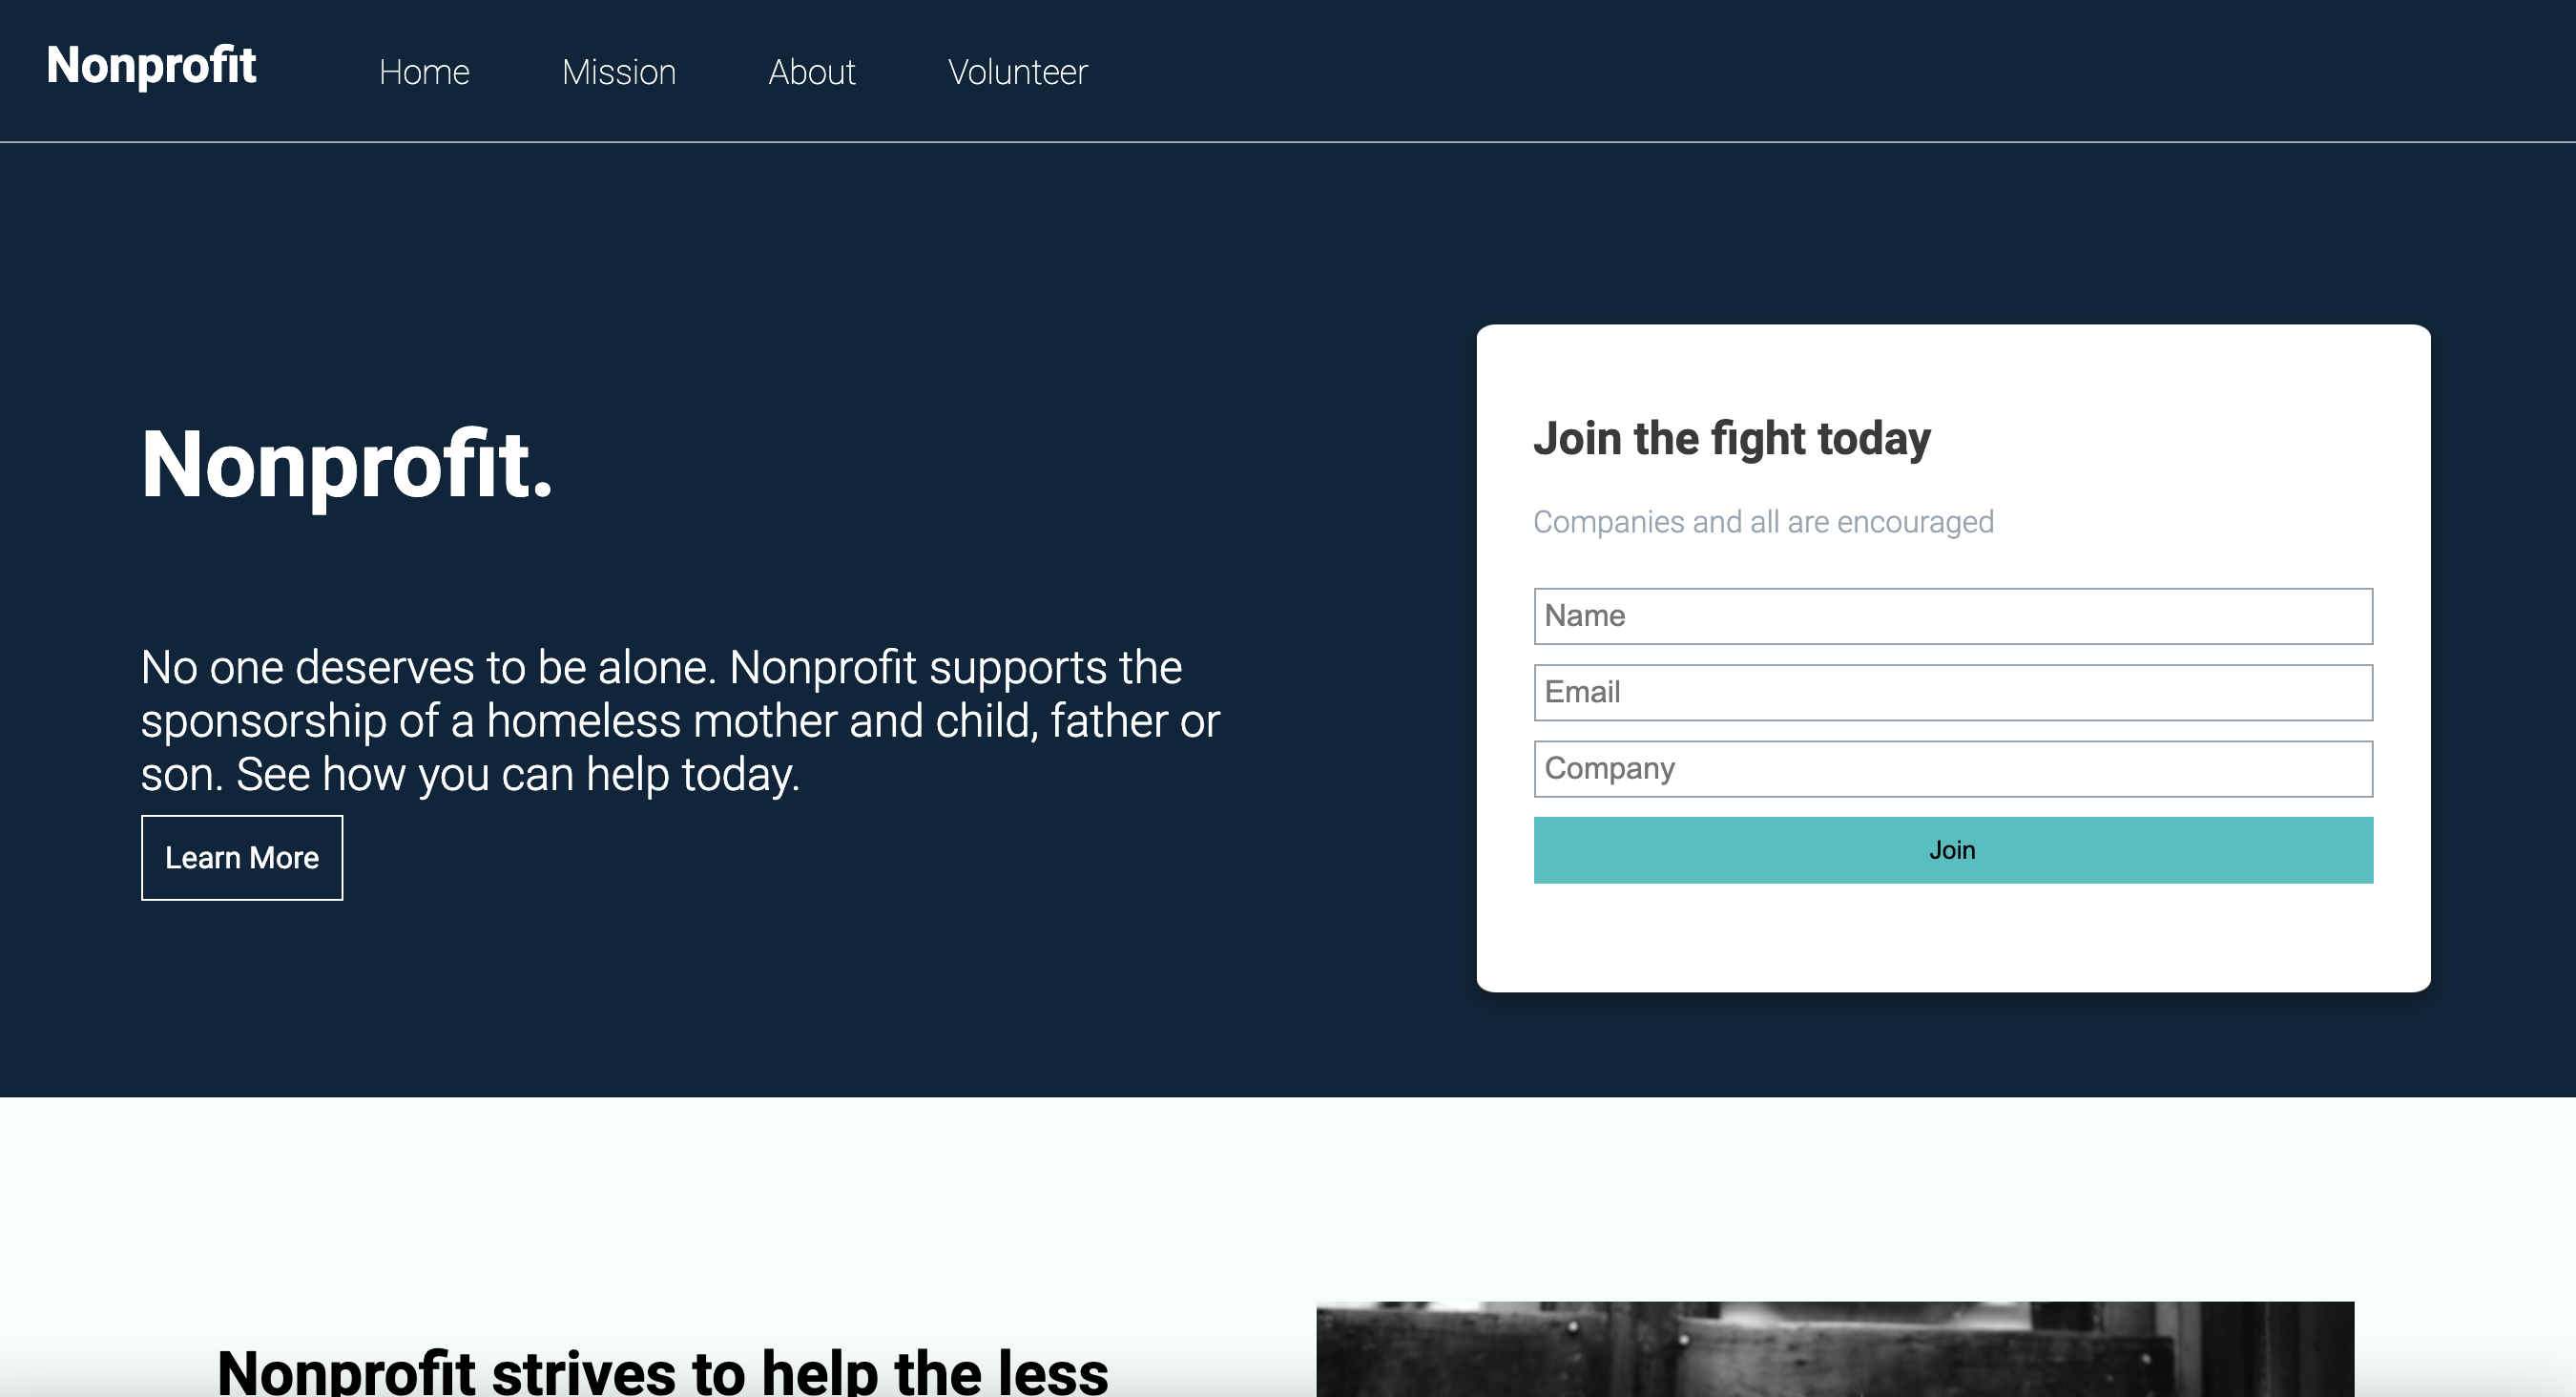 Nonprofit
Home Mission About Volunteer
Nonprofit.
No one deserves to be alone. Nonprofit supports the
sponsorship of a homeless mother and child, father or
son. See how you can help today.
Learn More
Join the fight today
Companies and all are encouraged
Name
Email
Company
Join
Nonprofit strives to help the less